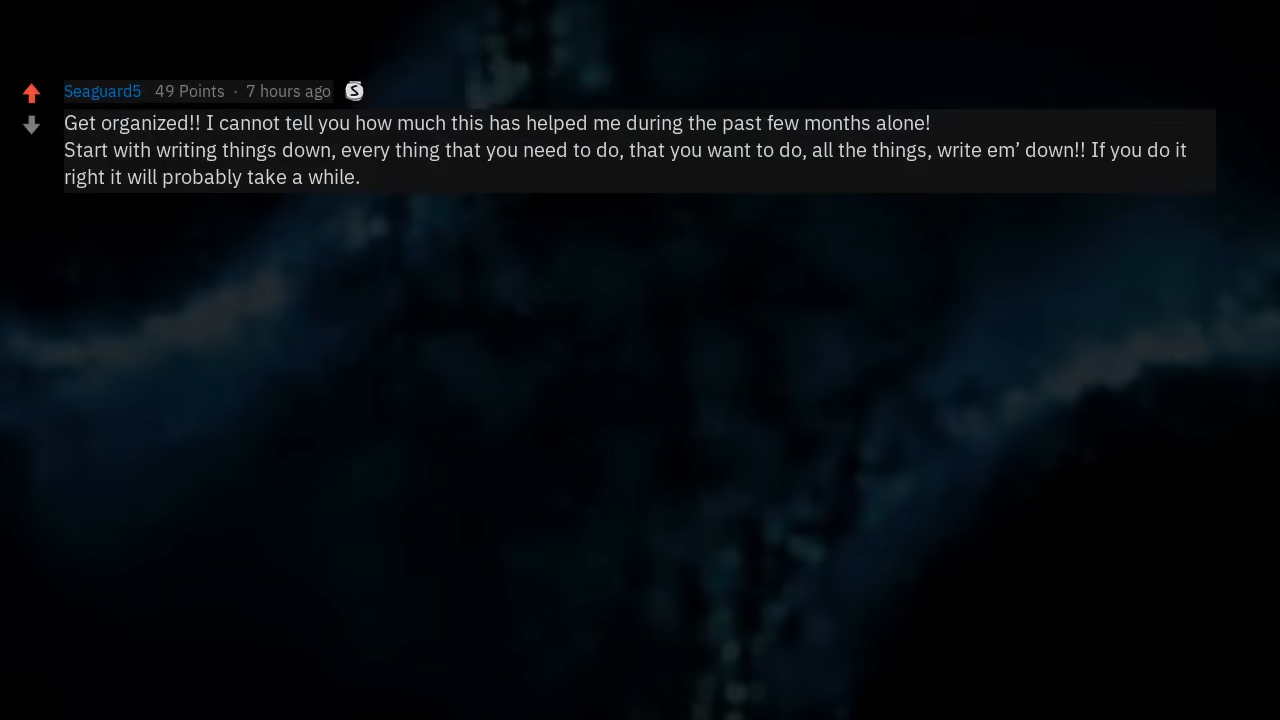 Seaguard5 49 Points · 7 hours ago S
Get organized!! I cannot tell you how much this has helped me during the past few months alone!
Start with writing things down, every thing that you need to do, that you want to do, all the things, write em’ down!! If you do it
right it will probably take a while.